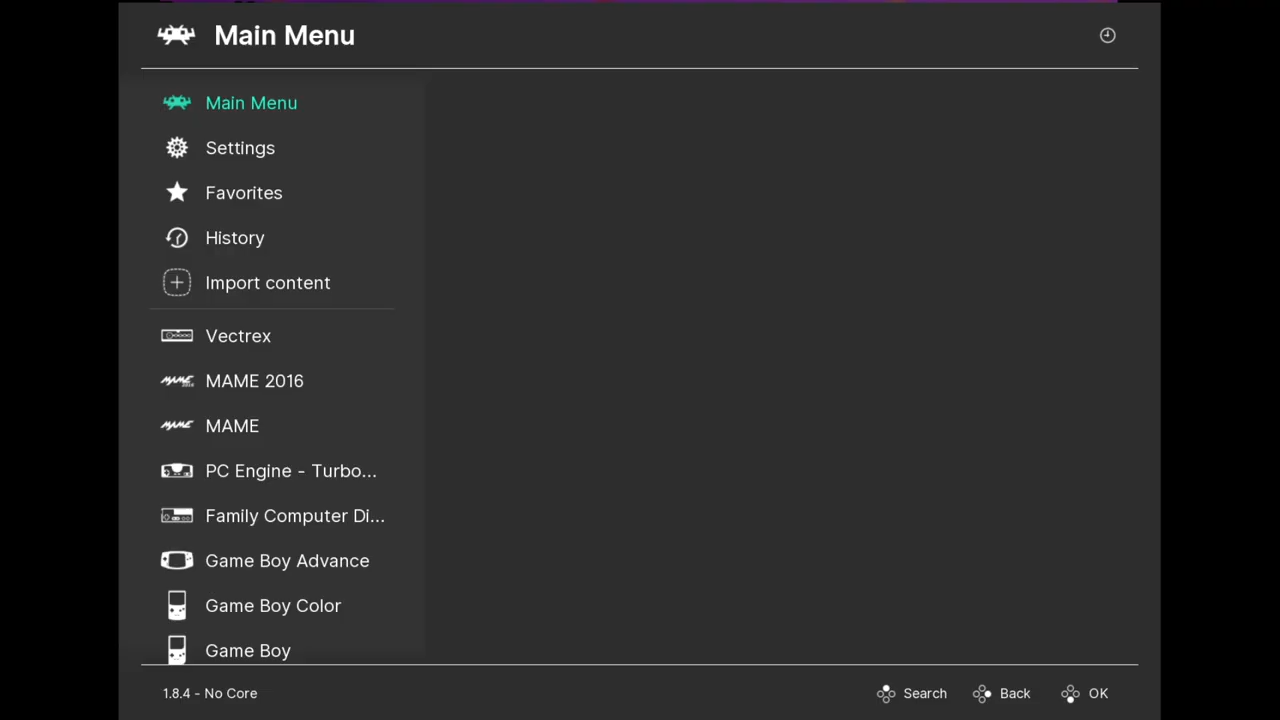 Main Menu
Main Menu
Settings
Favorites
History
Import content
Vectrex
MAME 2016
MAME
PC Engine - Turbo...
Family Computer Di...
Game Boy Advance
Game Boy Color
Game Boy
1.8.4 - No Core
Search
Back
OK